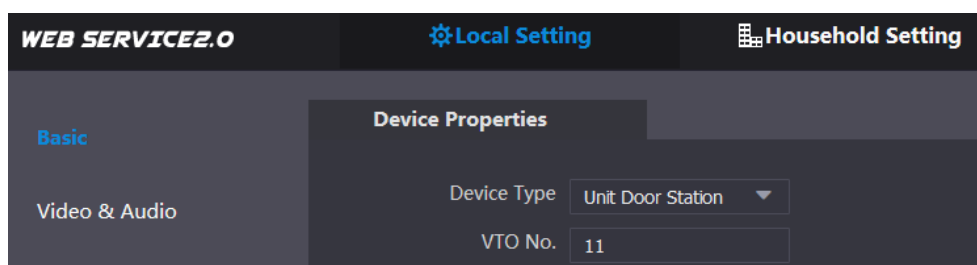 WEB SERVICE2.0 Local Setting Household Setting
Basic
Device Properties
Video & Audio
Device Type Unit Door Station
VTO No. 11